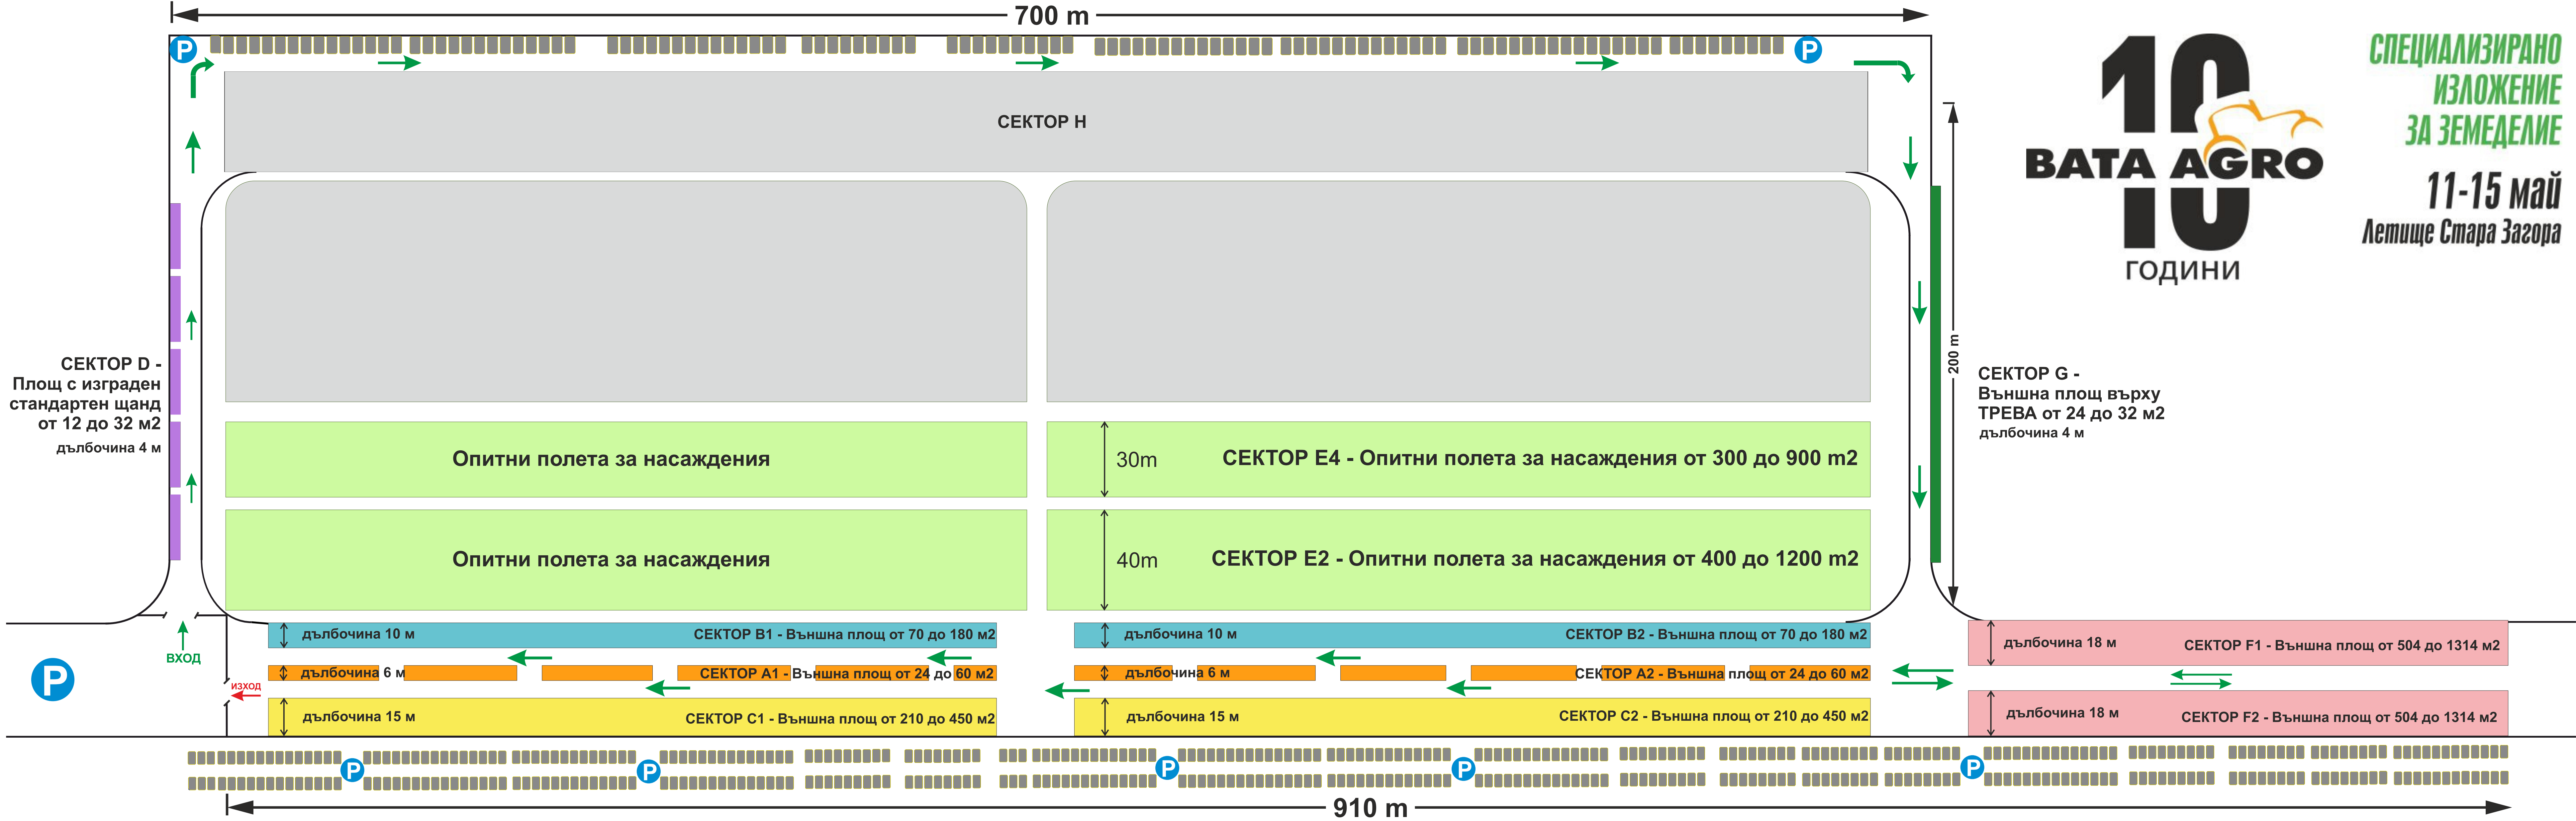 700 m
P
P
СЕКТОР H
10
BATA AGRO
10
ГОДИНИ
СПЕЦИАЛИЗИРАНО
ИЗЛОЖЕНИЕ
ЗА ЗЕМЕДЕЛИЕ
11-15 май
Летище Стара Загора
200 m
СЕКТОР D -
Площ с изграден
стандартен щанд
от 12 до 32 м2
дълбочина 4 м
СЕКТОР G -
Външна площ върху
ТРЕВА от 24 до 32 м2
дълбочина 4 м
Опитни полета за насаждения
30m
СЕКТОР E4 - Опитни полета за насаждения от 300 до 900 m2
Опитни полета за насаждения
40m
СЕКТОР E2 - Опитни полета за насаждения от 400 до 1200 m2
ВХОД
дълбочина 10 м
СЕКТОР B1 - Външна площ от 70 до 180 м2
дълбочина 10 м
СЕКТОР B2 - Външна площ от 70 до 180 м2
дълбочина 18 м
СЕКТОР F1 - Външна площ от 504 до 1314 м2
P
дълбочина 6 м
СЕКТОР A1 - Външна площ от 24 до 60 м2
дълбочина 6 м
СЕКТОР A2 - Външна площ от 24 до 60 м2
ИЗХОД
дълбочина 15 м
СЕКТОР C1 - Външна площ от 210 до 450 м2
дълбочина 15 м
СЕКТОР C2 - Външна площ от 210 до 450 м2
дълбочина 18 м
СЕКТОР F2 - Външна площ от 504 до 1314 м2
P
P
P
P
P
910 m